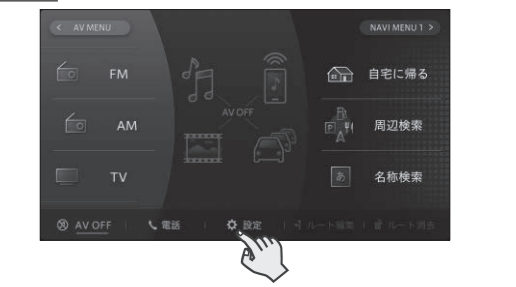 < AV MENU
NAVI MENU 1 >
FM
自宅に帰る
AV OFF
AM
P
周辺検索
TV
あ
名称検索
AV OFF
電話
設定
ルート編集
ルート消去